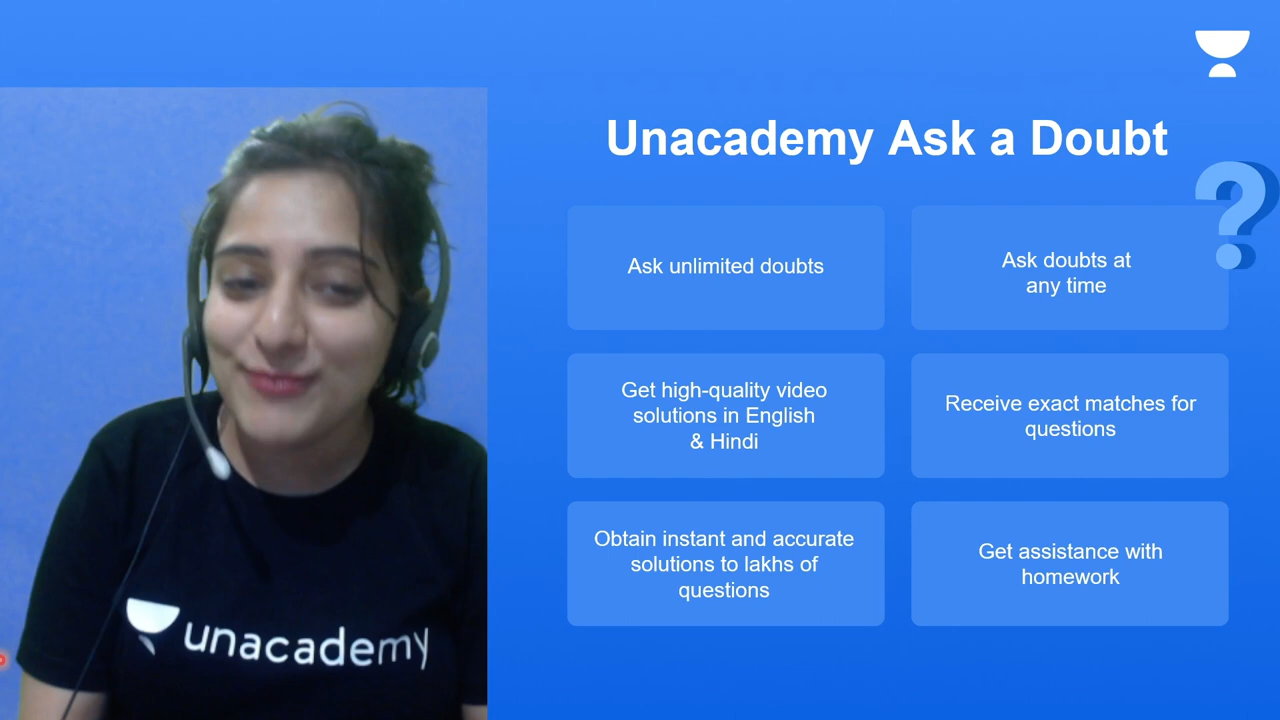 Unacademy Ask a Doubt
?
Ask unlimited doubts
Ask doubts at
any time
Get high-quality video
solutions in English
& Hindi
Receive exact matches for
questions
Obtain instant and accurate
solutions to lakhs of
questions
Get assistance with
homework
unacademy